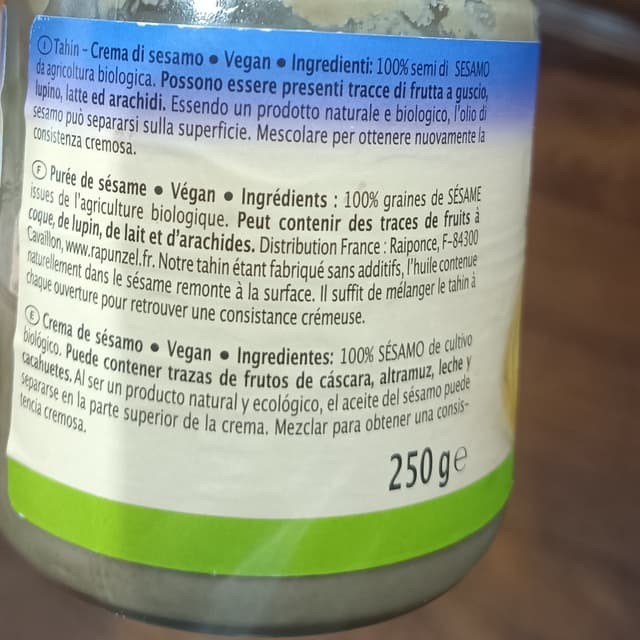 I Tahin – Crema di sesamo • Vegan • Ingredienti: 100% semi di SESAMO
da agricoltura biologica. Possono essere presenti tracce di frutta a guscio,
lupino, latte ed arachidi. Essendo un prodotto naturale e biologico, l'olio di
sesamo può separarsi sulla superficie. Mescolare per ottenere nuovamente la
consistenza cremosa.
F Purée de sésame • Végan • Ingrédients : 100% graines de SÉSAME
issues de l'agriculture biologique. Peut contenir des traces de fruits à
coque, de lupin, de lait et d'arachides. Distribution France : Raiponce, F–84300
Cavaillon, www.rapunzel.fr. Notre tahin étant fabriqué sans additifs, l'huile contenue
naturellement dans le sésame remonte à la surface. Il suffit de mélanger le tahin à
chaque ouverture pour retrouver une consistance crémeuse.
E Crema de sésamo • Vegan • Ingredientes: 100% SÉSAMO de cultivo
biológico. Puede contener trazas de frutos de cáscara, altramuz, leche y
cacahuetes. Al ser un producto natural y ecológico, el aceite del sésamo puede
separarse en la parte superior de la crema. Mezclar para obtener una consis-
tencia cremosa.
250 g e